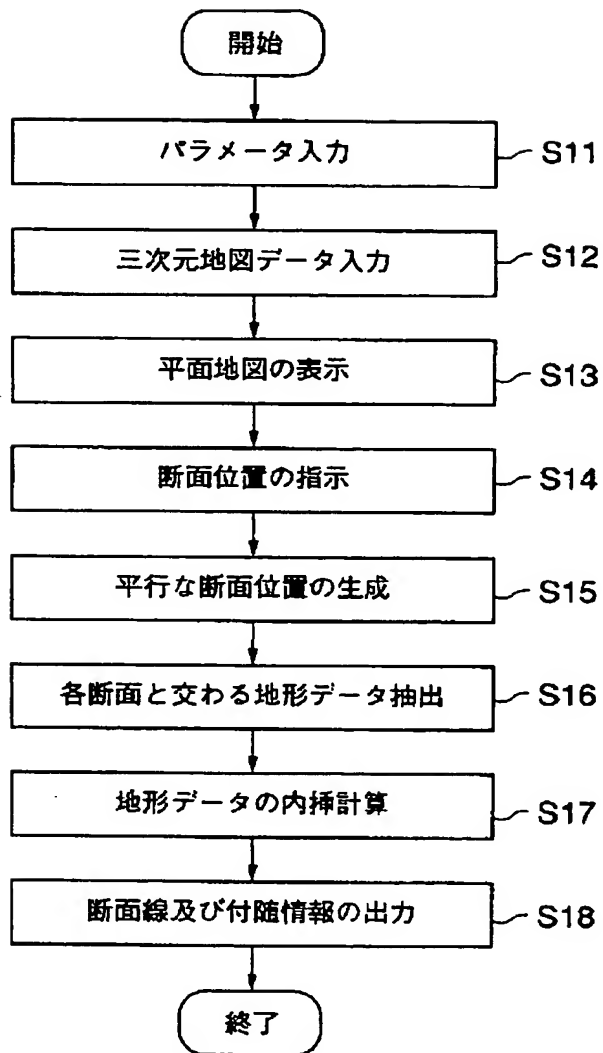 開始
パラメータ入力
S11
三次元地図データ入力
S12
平面地図の表示
S13
断面位置の指示
S14
平行な断面位置の生成
S15
各断面と交わる地形データ抽出
S16
地形データの内挿計算
S17
断面線及び付随情報の出力
S18
終了